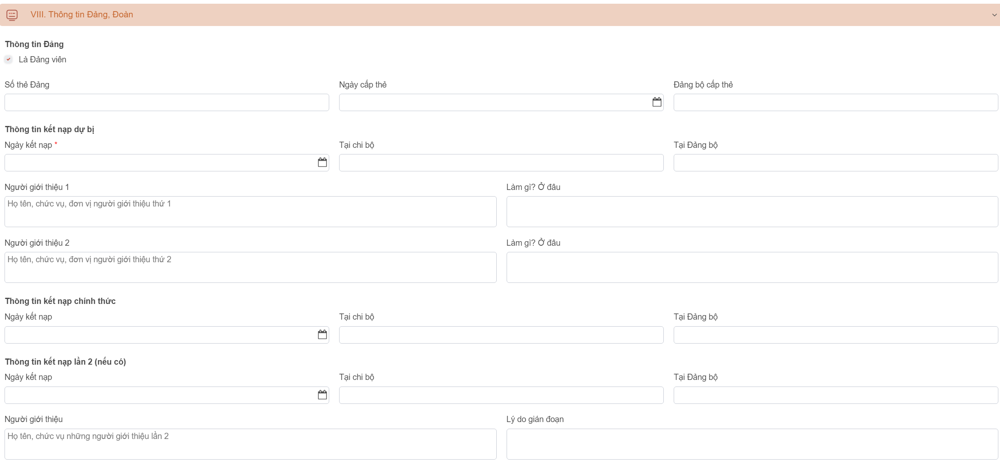 VIII. Thông tin Đảng, Đoàn
Thông tin Đảng
Là Đảng viên
Số thẻ Đảng
Ngày cấp thẻ
Đảng bộ cấp thẻ
Thông tin kết nạp dự bị
Ngày kết nạp *
Tại chi bộ
Tại Đảng bộ
Người giới thiệu 1
Làm gì? Ở đâu
Họ tên, chức vụ, đơn vị người giới thiệu thứ 1
Người giới thiệu 2
Làm gì? Ở đâu
Họ tên, chức vụ, đơn vị người giới thiệu thứ 2
Thông tin kết nạp chính thức
Ngày kết nạp
Tại chi bộ
Tại Đảng bộ
Thông tin kết nạp lần 2 (nếu có)
Ngày kết nạp
Tại chi bộ
Tại Đảng bộ
Người giới thiệu
Lý do gián đoạn
Họ tên, chức vụ những người giới thiệu lần 2